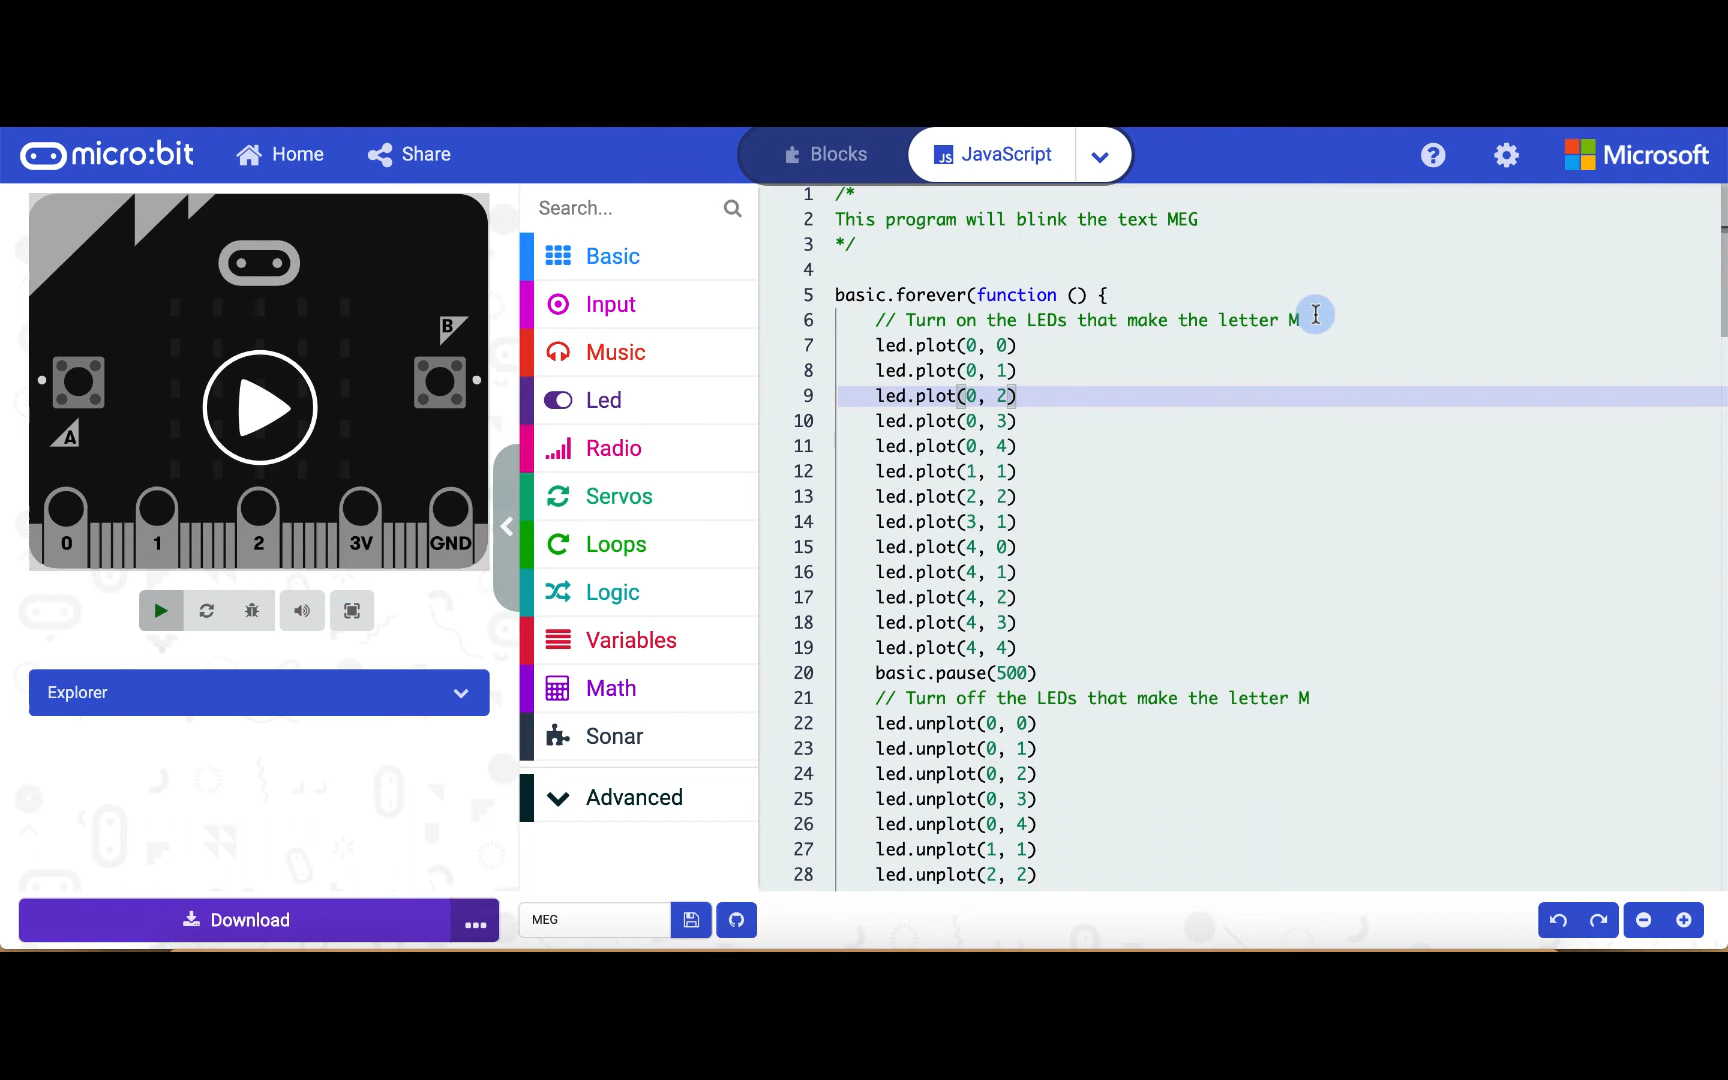 micro:bit
Home
Share
Blocks
JS JavaScript
Microsoft
B
A
0 1 2 3V GND
Explorer
Download
...
Search...
Basic
Input
Music
Led
Radio
Servos
Loops
Logic
Variables
Math
Sonar
Advanced
MEG
1 /*
2 This program will blink the text MEG
3 */
4
5 basic.forever(function () {
6 // Turn on the LEDs that make the letter M
7 led.plot(0, 0)
8 led.plot(0, 1)
9 led.plot(0, 2)
10 led.plot(0, 3)
11 led.plot(0, 4)
12 led.plot(1, 1)
13 led.plot(2, 2)
14 led.plot(3, 1)
15 led.plot(4, 0)
16 led.plot(4, 1)
17 led.plot(4, 2)
18 led.plot(4, 3)
19 led.plot(4, 4)
20 basic.pause(500)
21 // Turn off the LEDs that make the letter M
22 led.unplot(0, 0)
23 led.unplot(0, 1)
24 led.unplot(0, 2)
25 led.unplot(0, 3)
26 led.unplot(0, 4)
27 led.unplot(1, 1)
28 led.unplot(2, 2)